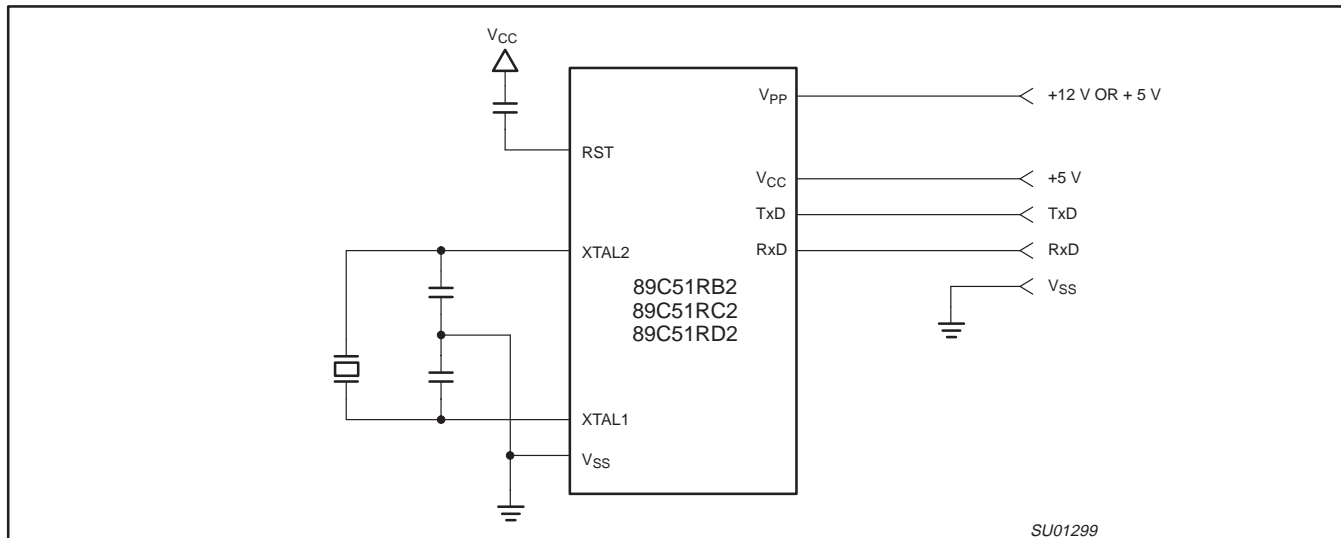 VCC
VPP
+12 V OR + 5 V
RST
VCC
+5 V
TxD
TxD
XTAL2
RxD
RxD
89C51RB2
89C51RC2
89C51RD2
VSS
XTAL1
VSS
SU01299